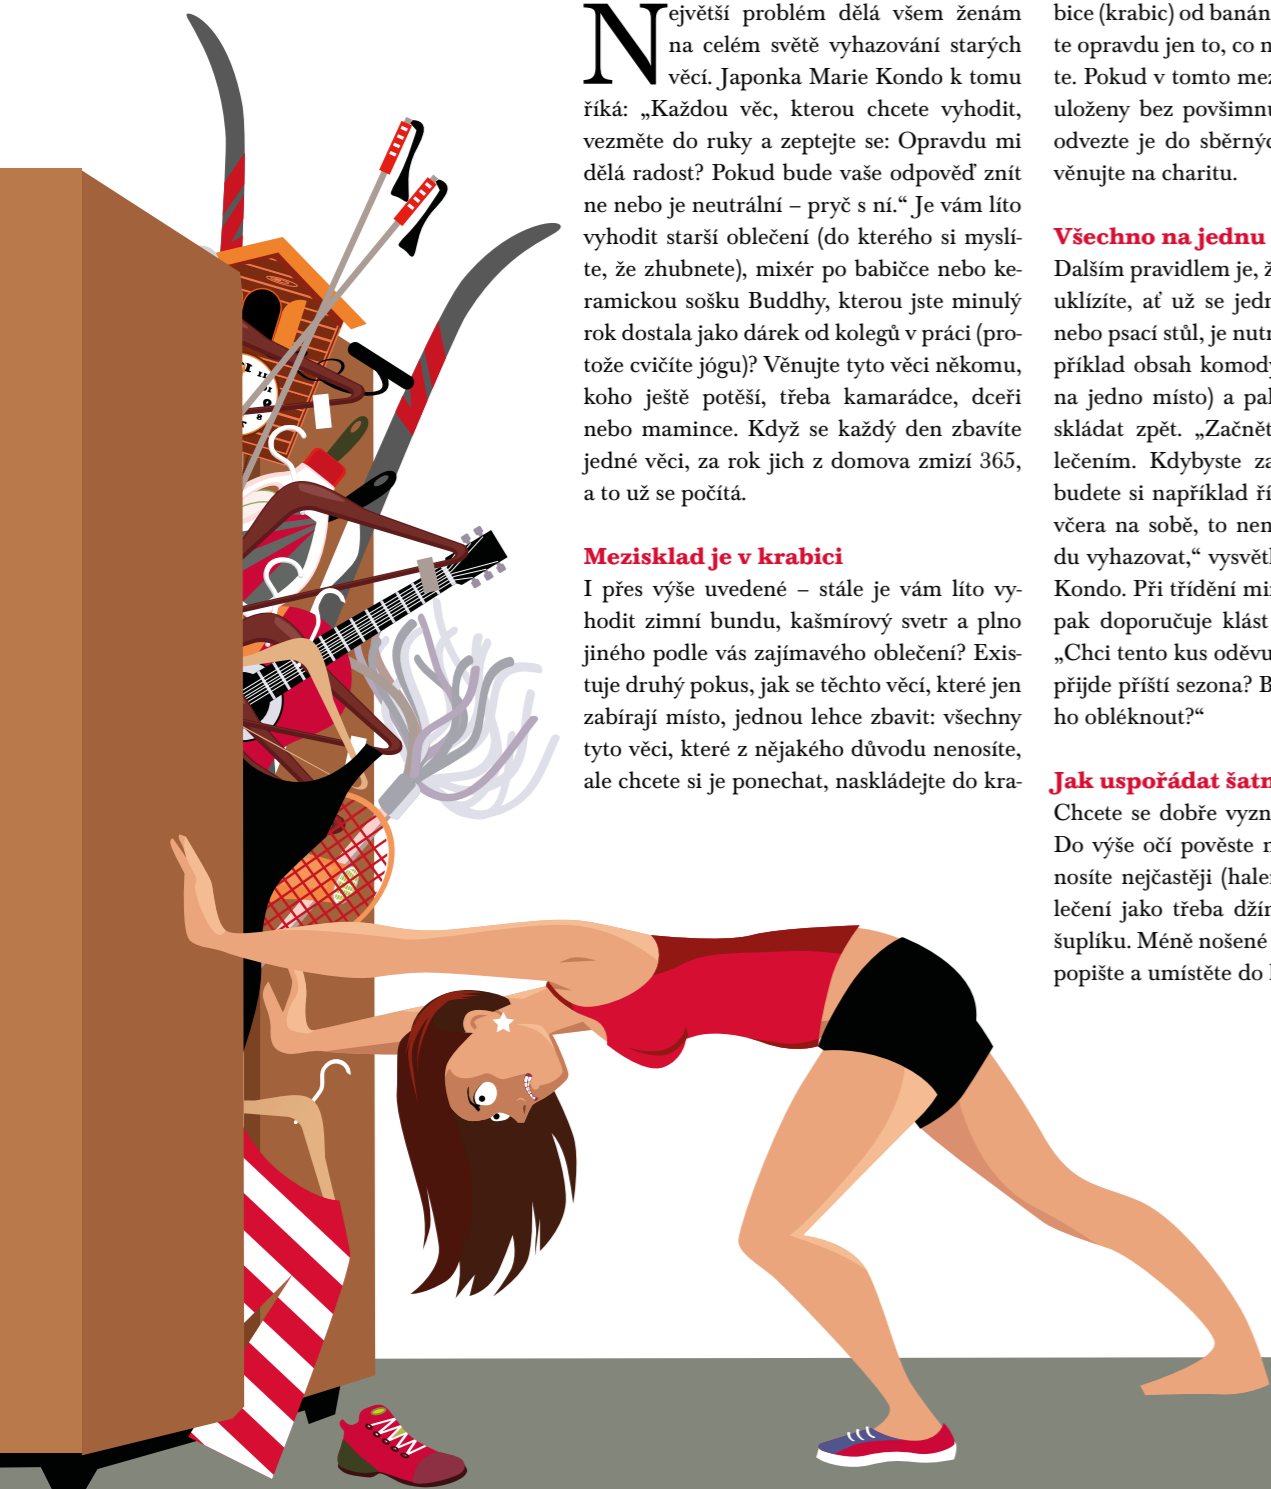 Největší problém dělá všem ženám
na celém světě vyhazování starých
věcí. Japonka Marie Kondo k tomu
říká: „Každou věc, kterou chcete vyhodit,
vezměte do ruky a zeptejte se: Opravdu mi
dělá radost? Pokud bude vaše odpověď znít
ne nebo je neutrální – pryč s ní.“ Je vám líto
vyhodit starší oblečení (do kterého si myslí-
te, že zhubnete), mixér po babičce nebo ke-
ramickou sošku Buddhy, kterou jste minulý
rok dostala jako dárek od kolegů v práci (pro-
tože cvičíte jógu)? Věnujte tyto věci někomu,
koho ještě potěší, třeba kamarádce, dceři
nebo mamince. Když se každý den zbavíte
jedné věci, za rok jich z domova zmizí 365,
a to už se počítá.
Mezisklad je v krabici
I přes výše uvedené – stále je vám líto vy-
hodit zimní bundu, kašmírový svetr a plno
jiného podle vás zajímavého oblečení? Exis-
tuje druhý pokus, jak se těchto věcí, které jen
zabírají místo, jednou lehce zbavit: všechny
tyto věci, které z nějakého důvodu nenosíte,
ale chcete si je ponechat, naskládejte do kra-
bice (krabic) od banán
te opravdu jen to, co n
te. Pokud v tomto mez
uloženy bez povšimnu
odvezte je do sběrnýc
věnujte na charitu.
Všechno na jednu
Dalším pravidlem je, ž
uklízíte, ať už se jedn
nebo psací stůl, je nutn
příklad obsah komody
na jedno místo) a pal
skládat zpět. „Začnět
lečením. Kdybyste za
budete si například ří
včera na sobě, to nen
du vyhazovat,“ vysvětl
Kondo. Při třídění min
pak doporučuje klást
„Chci tento kus oděvu
přijde příští sezona? B
ho obléknout?“
Jak uspořádat šatn
Chcete se dobře vyzn
Do výše očí pověste n
nosíte nejčastěji (haler
lečení jako třeba džín
šuplíku. Méně nošené
popište a umístěte do k